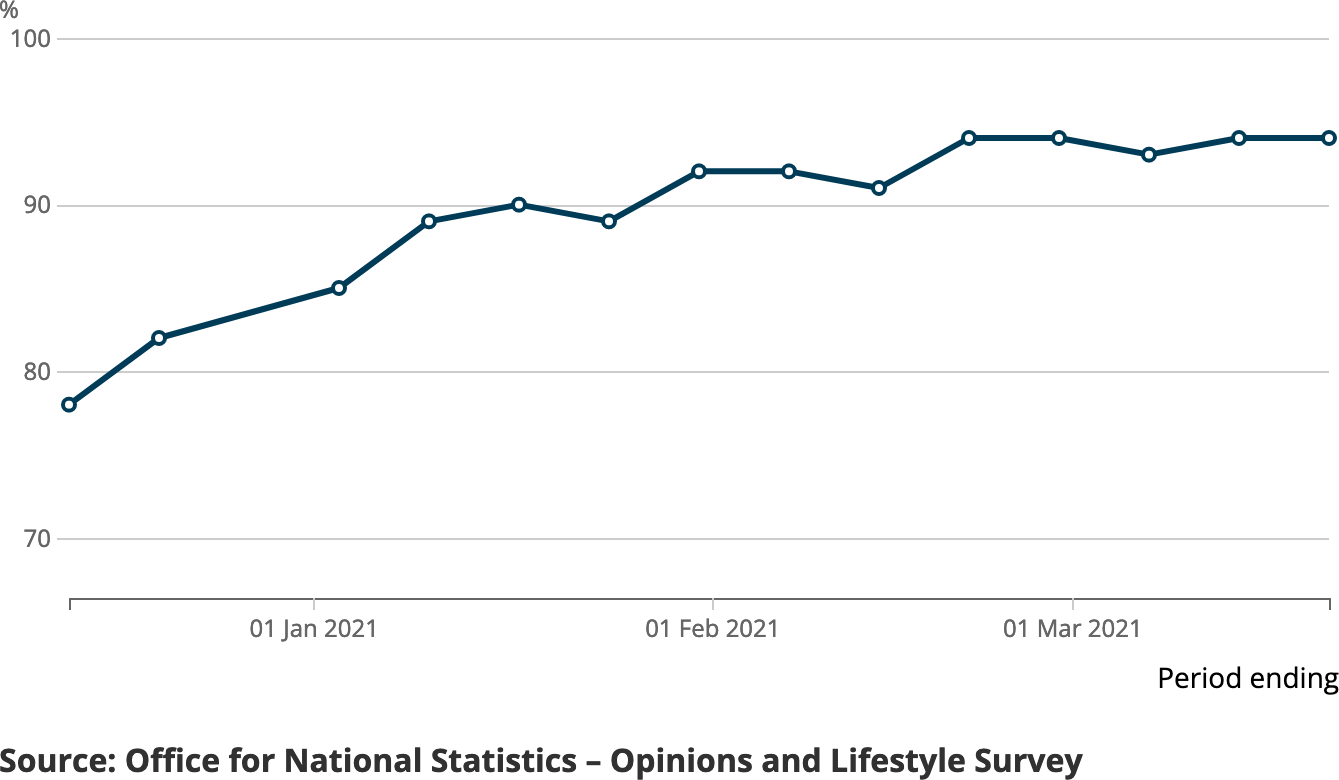 %
100
90
80
70
01 Jan 2021 01 Feb 2021 01 Mar 2021
Period ending
Source: Office for National Statistics – Opinions and Lifestyle Survey